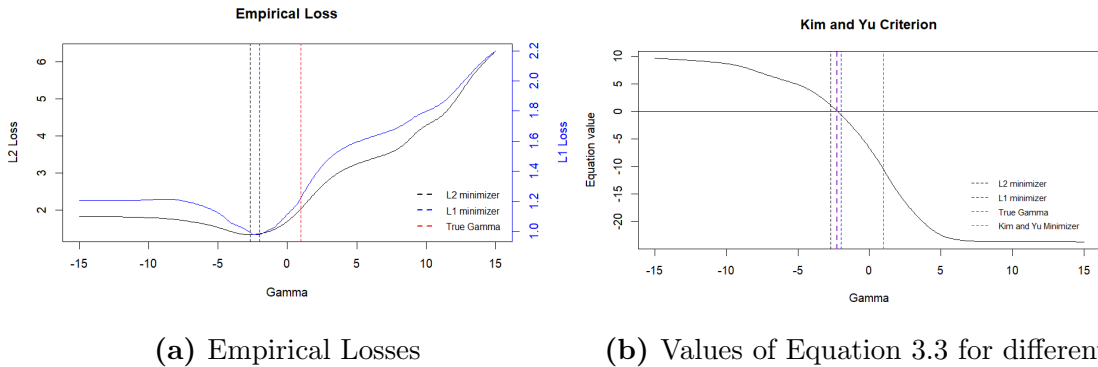 Empirical Loss
L2 Loss
6
5
4
3
2
2.2
2.0
1.8
1.6
1.4
1.2
1.0
L1 Loss
L2 minimizer
L1 minimizer
True Gamma
-15 -10 -5 0 5 10 15
Gamma
(a) Empirical Losses
Kim and Yu Criterion
Equation value
10
5
0
-5
-10
-15
-20
L2 minimizer
L1 minimizer
True Gamma
Kim and Yu Minimizer
-15 -10 -5 0 5 10 15
Gamma
(b) Values of Equation 3.3 for different